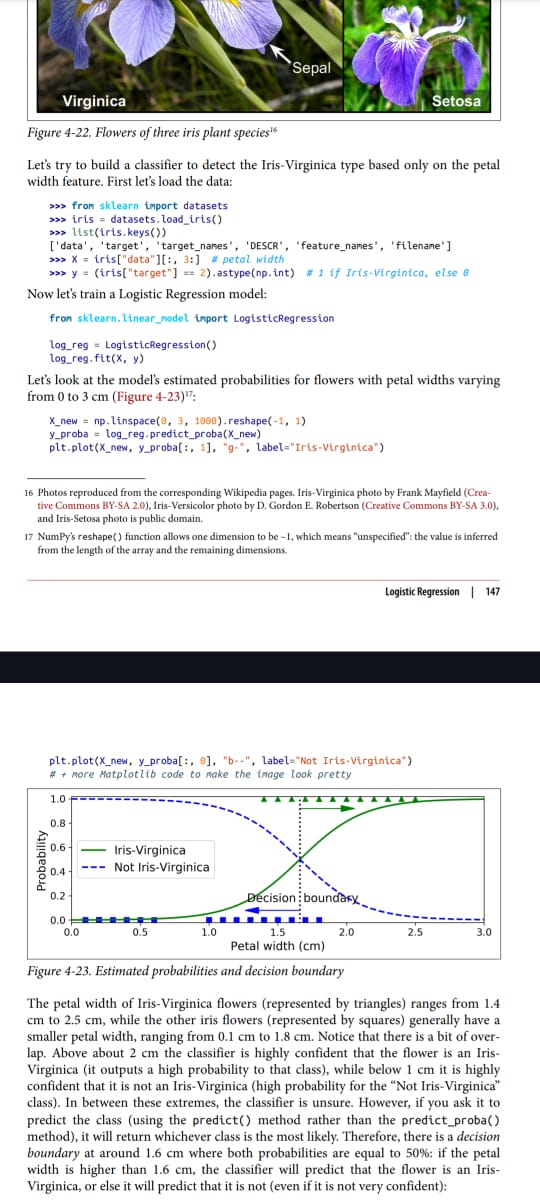 Sepal
Virginica
Setosa
Figure 4-22. Flowers of three iris plant species16
Let's try to build a classifier to detect the Iris-Virginica type based only on the petal
width feature. First let's load the data:
>>> from sklearn import datasets
>>> iris = datasets.load_iris()
>>> list(iris.keys())
['data', 'target', 'target_names', 'DESCR', 'feature_names', 'filename']
>>> X = iris["data"][:, 3:]  # petal width
>>> y = (iris["target"] == 2).astype(np.int)  # 1 if Iris-Virginica, else 0
Now let's train a Logistic Regression model:
from sklearn.linear_model import LogisticRegression
log_reg = LogisticRegression()
log_reg.fit(X, y)
Let's look at the model's estimated probabilities for flowers with petal widths varying
from 0 to 3 cm (Figure 4-23)17:
X_new = np.linspace(0, 3, 1000).reshape(-1, 1)
y_proba = log_reg.predict_proba(X_new)
plt.plot(X_new, y_proba[:, 1], "g-", label="Iris-Virginica")
16 Photos reproduced from the corresponding Wikipedia pages. Iris-Virginica photo by Frank Mayfield (Crea-
tive Commons BY-SA 2.0), Iris-Versicolor photo by D. Gordon E. Robertson (Creative Commons BY-SA 3.0),
and Iris-Setosa photo is public domain.
17 NumPy's reshape() function allows one dimension to be –1, which means "unspecified": the value is inferred
from the length of the array and the remaining dimensions.
Logistic Regression | 147
plt.plot(X_new, y_proba[:, 0], "b--", label="Not Iris-Virginica")
# + more Matplotlib code to make the image look pretty
1.0
0.8
0.6
0.4
0.2
0.0
Probability
Iris-Virginica
Not Iris-Virginica
Decision boundary
0.0 0.5 1.0 1.5 2.0 2.5 3.0
Petal width (cm)
Figure 4-23. Estimated probabilities and decision boundary
The petal width of Iris-Virginica flowers (represented by triangles) ranges from 1.4
cm to 2.5 cm, while the other iris flowers (represented by squares) generally have a
smaller petal width, ranging from 0.1 cm to 1.8 cm. Notice that there is a bit of over-
lap. Above about 2 cm the classifier is highly confident that the flower is an Iris-
Virginica (it outputs a high probability to that class), while below 1 cm it is highly
confident that it is not an Iris-Virginica (high probability for the "Not Iris-Virginica"
class). In between these extremes, the classifier is unsure. However, if you ask it to
predict the class (using the predict() method rather than the predict_proba()
method), it will return whichever class is the most likely. Therefore, there is a decision
boundary at around 1.6 cm where both probabilities are equal to 50%: if the petal
width is higher than 1.6 cm, the classifier will predict that the flower is an Iris-
Virginica, or else it will predict that it is not (even if it is not very confident):